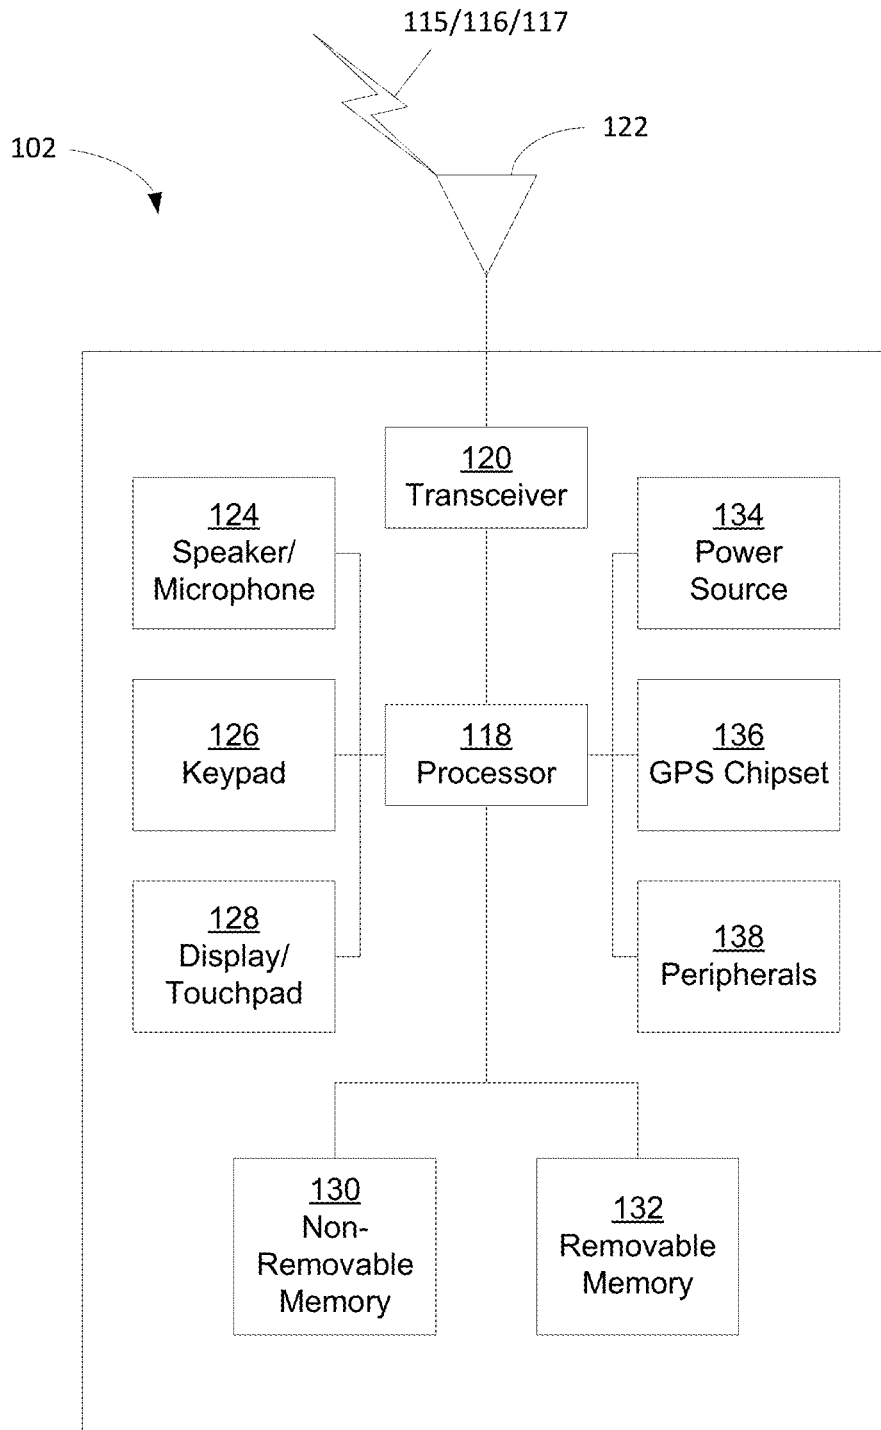 115/116/117
122
102
120
Transceiver
124
Speaker/
Microphone
134
Power
Source
126
Keypad
118
Processor
136
GPS Chipset
128
Display/
Touchpad
138
Peripherals
130
Non-
Removable
Memory
132
Removable
Memory